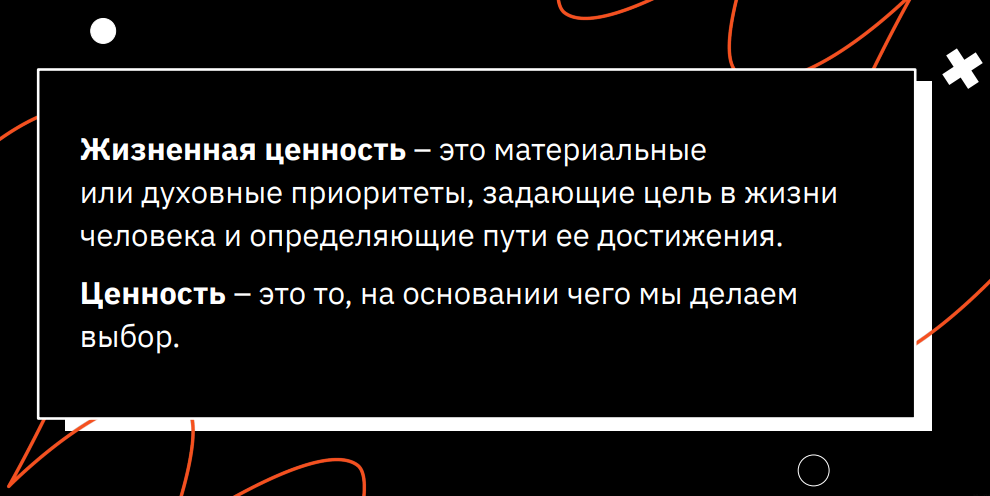 Жизненная ценность – это материальные
или духовные приоритеты, задающие цель в жизни
человека и определяющие пути ее достижения.
Ценность – это то, на основании чего мы делаем
выбор.